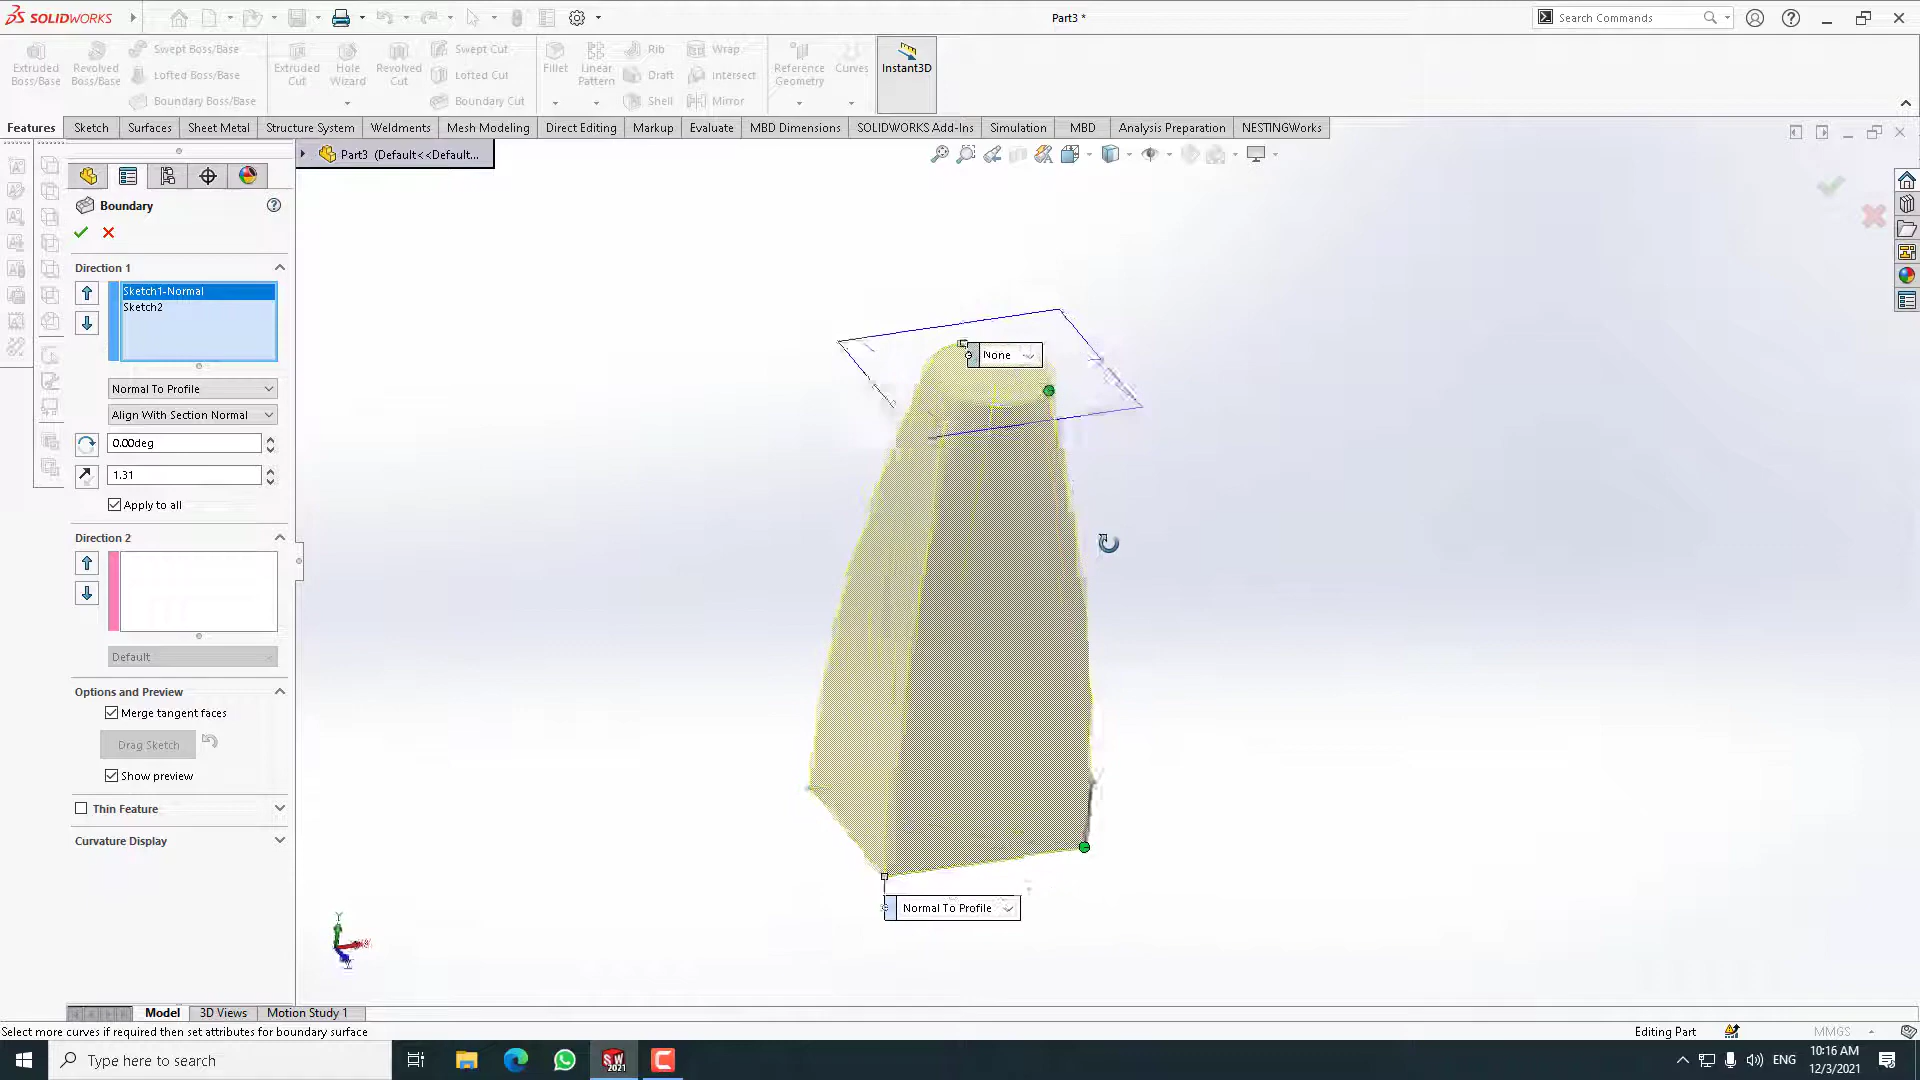 SOLIDWORKS
Part3 *
Search Commands
Extruded Boss/Base
Revolved Boss/Base
Swept Boss/Base
Lofted Boss/Base
Boundary Boss/Base
Extruded Cut
Hole Wizard
Revolved Cut
Swept Cut
Lofted Cut
Boundary Cut
Fillet
Linear Pattern
Rib
Draft
Shell
Wrap
Intersect
Mirror
Reference Geometry
Curves
Instant3D
Features
Sketch
Surfaces
Sheet Metal
Structure System
Weldments
Mesh Modeling
Direct Editing
Markup
Evaluate
MBD Dimensions
SOLIDWORKS Add-Ins
Simulation
MBD
Analysis Preparation
NESTINGWorks
Part3 (Default<<Default...
Boundary
Direction 1
Sketch1-Normal
Sketch2
Normal To Profile
Align With Section Normal
0.00deg
1.31
Apply to all
Direction 2
Default
Options and Preview
Merge tangent faces
Drag Sketch
Show preview
Thin Feature
Curvature Display
None
Normal To Profile
Y
Model
3D Views
Motion Study 1
Select more curves if required then set attributes for boundary surface
Editing Part
MMGS
Type here to search
SW
2021
ENG
10:16 AM
12/3/2021